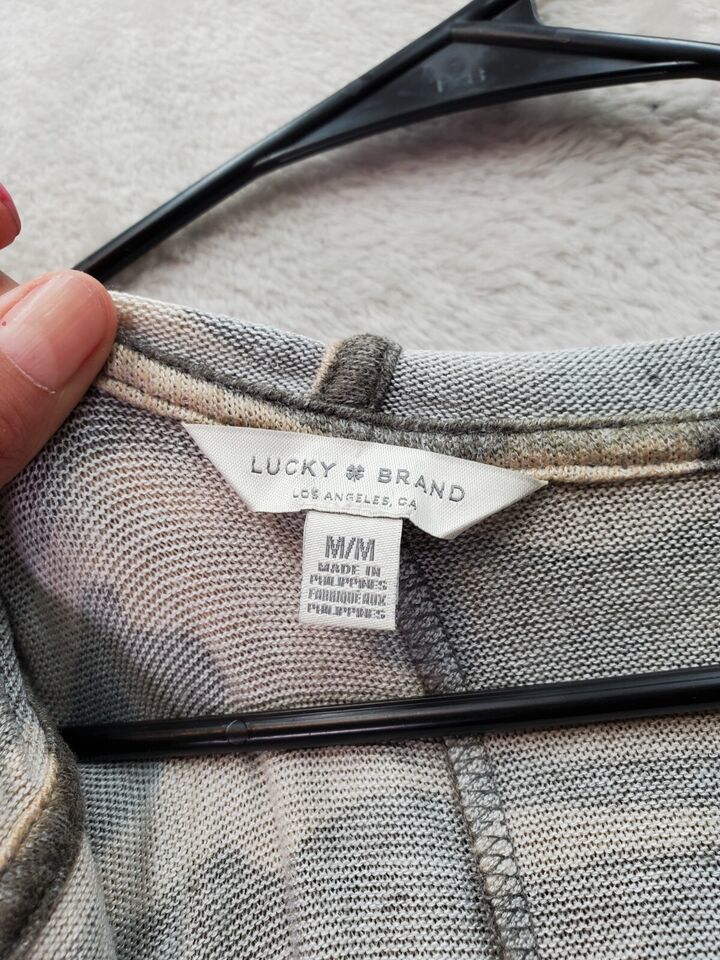 LUCKY BRAND
LOS ANGELES, CA
M/M
MADE IN
PHILIPPINES
FABRIQUÉ AUX
PHILIPPINES